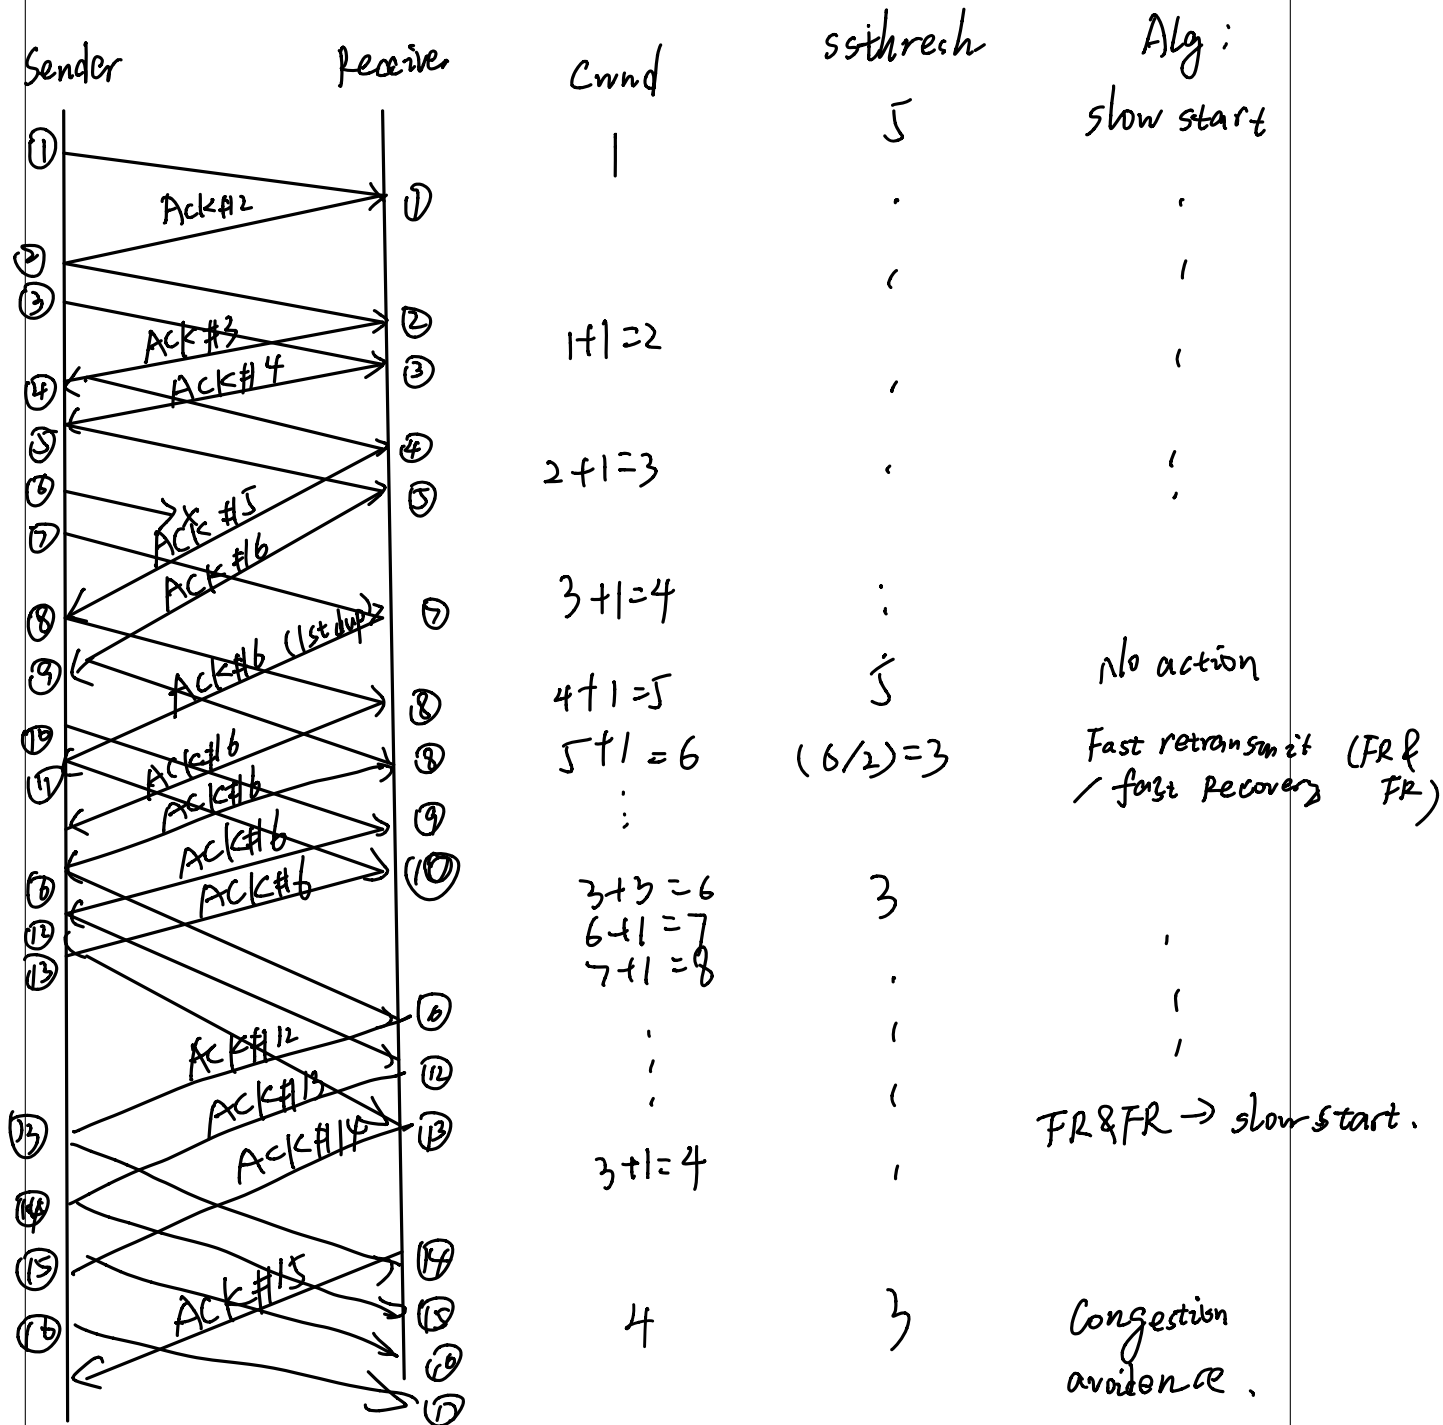 Sender Receiver Cwnd ssthresh Alg:
① 1 5 slow start
Ack#2 ①
②
③ ②
Ack#3 1+1=2
④ Ack#4 ③
⑤ ④
2+1=3
⑥ x ⑤
Ack #5
⑦ Ack#6
3+1=4
⑧ ⑦
Ack#6 (1st dup)
⑨ No action
4+1=5 5
⑧
⑩ Ack#6 5+1=6 (6/2)=3 Fast retransmit (FR&
⑪ Ack#6 ⑧ / fast Recovery FR)
Ack#6 ⑨
Ack#6 ⑩ 3+3=6 3
⑥
⑫ 6+1=7
⑬ 7+1=8
⑥
Ack#12
⑫
Ack#13
⑬ Ack#14 ⑬ FR&FR → slow start.
3+1=4
⑭
⑮ ⑭
Ack#15
⑯ ⑮ 4 3 Congestion
⑯ avoidence.
⑰